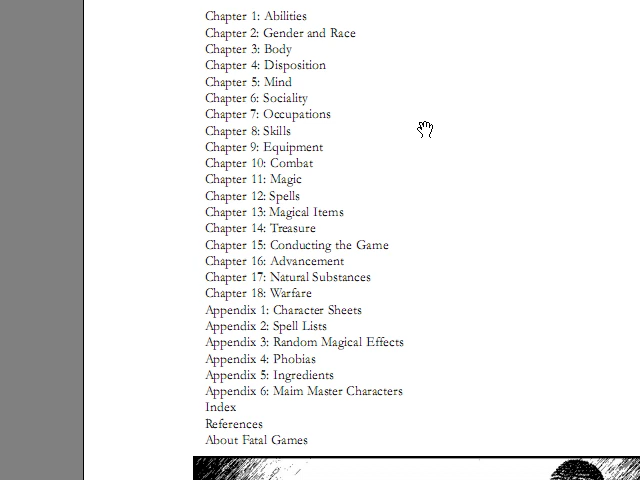 Chapter 1: Abilities
Chapter 2: Gender and Race
Chapter 3: Body
Chapter 4: Disposition
Chapter 5: Mind
Chapter 6: Sociality
Chapter 7: Occupations
Chapter 8: Skills
Chapter 9: Equipment
Chapter 10: Combat
Chapter 11: Magic
Chapter 12: Spells
Chapter 13: Magical Items
Chapter 14: Treasure
Chapter 15: Conducting the Game
Chapter 16: Advancement
Chapter 17: Natural Substances
Chapter 18: Warfare
Appendix 1: Character Sheets
Appendix 2: Spell Lists
Appendix 3: Random Magical Effects
Appendix 4: Phobias
Appendix 5: Ingredients
Appendix 6: Maim Master Characters
Index
References
About Fatal Games